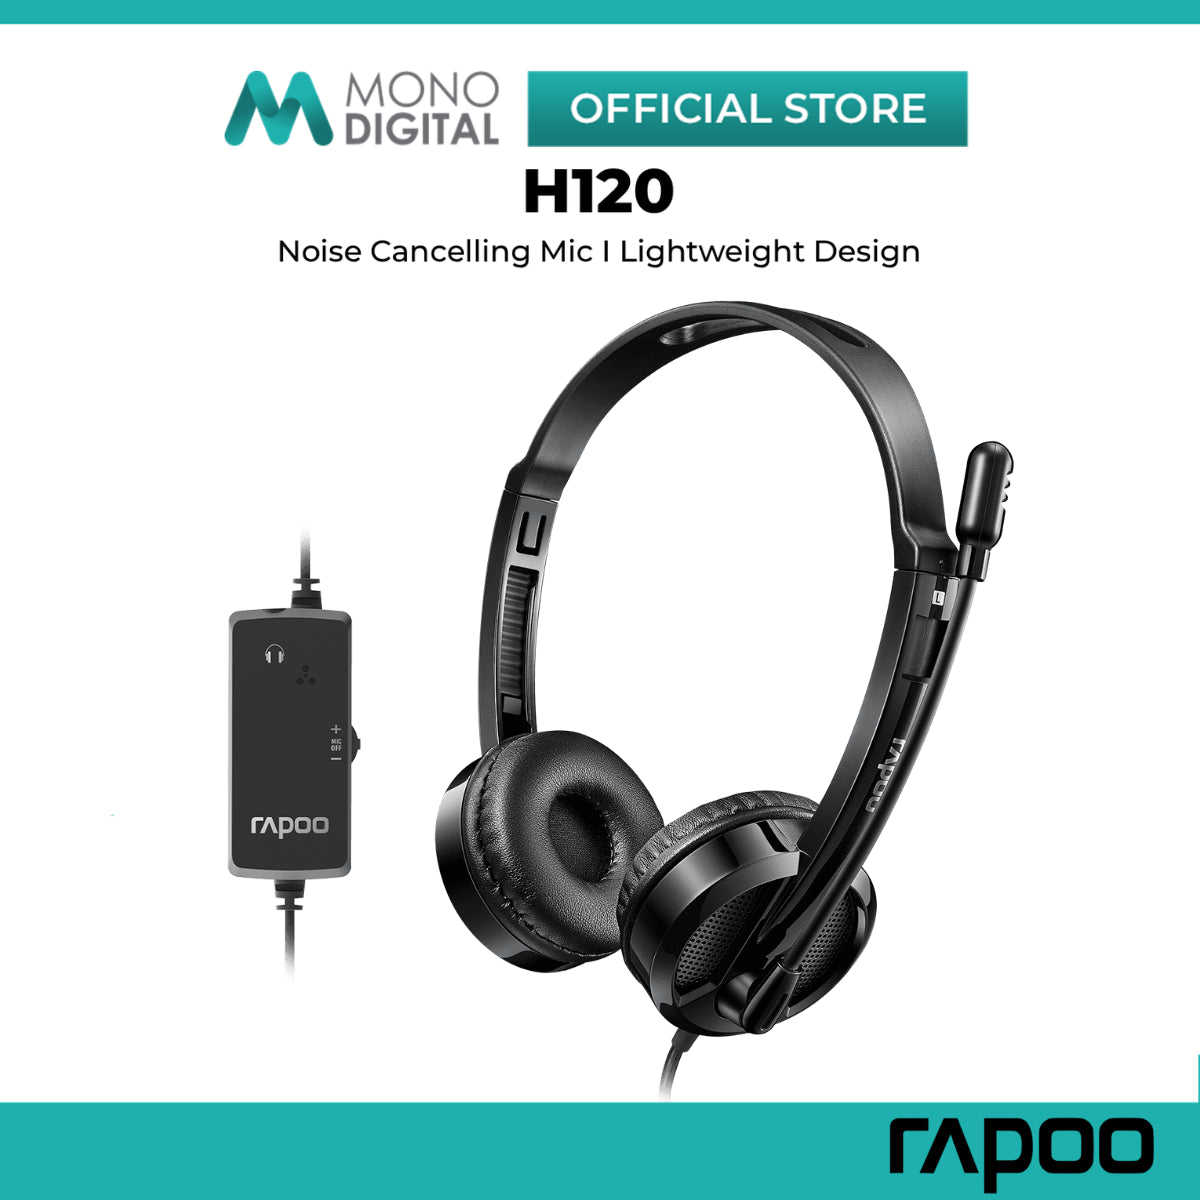 MONO
DIGITAL
OFFICIAL STORE
H120
Noise Cancelling Mic I Lightweight Design
L
rapoo
+
MIC
OFF
−
rapoo
rapoo